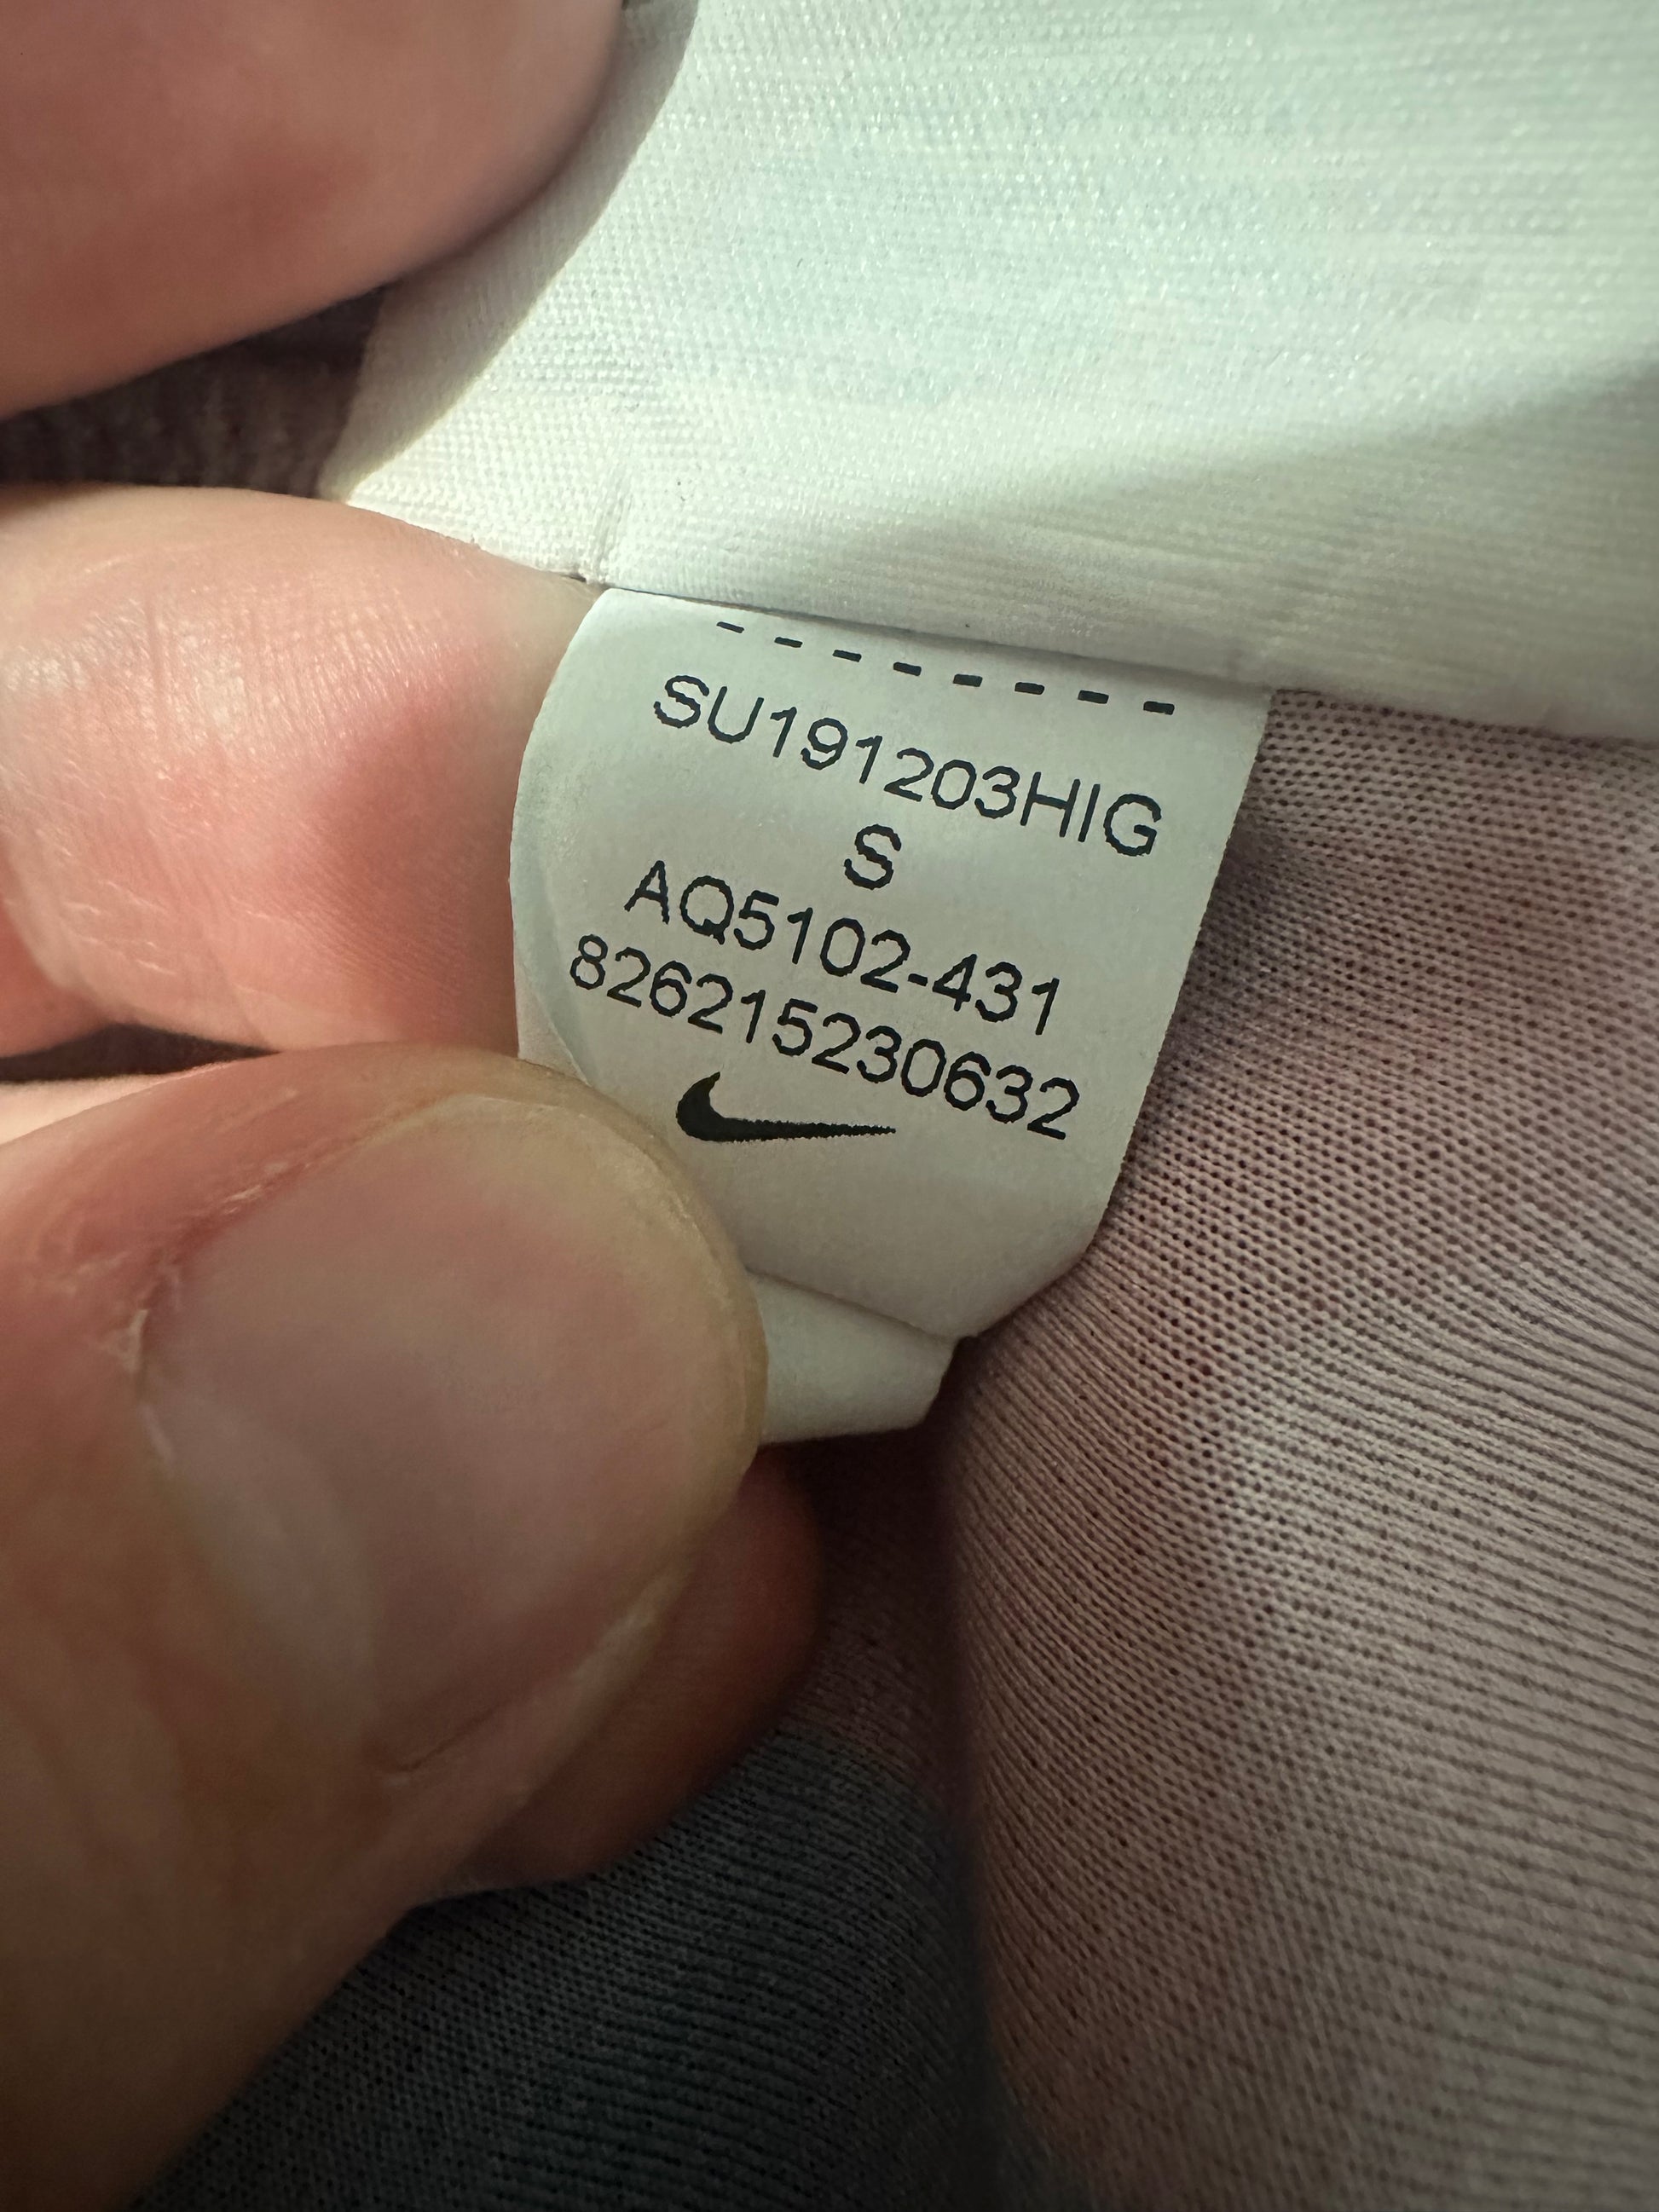 --------
SU191203HIG
S
AQ5102-431
826215230632